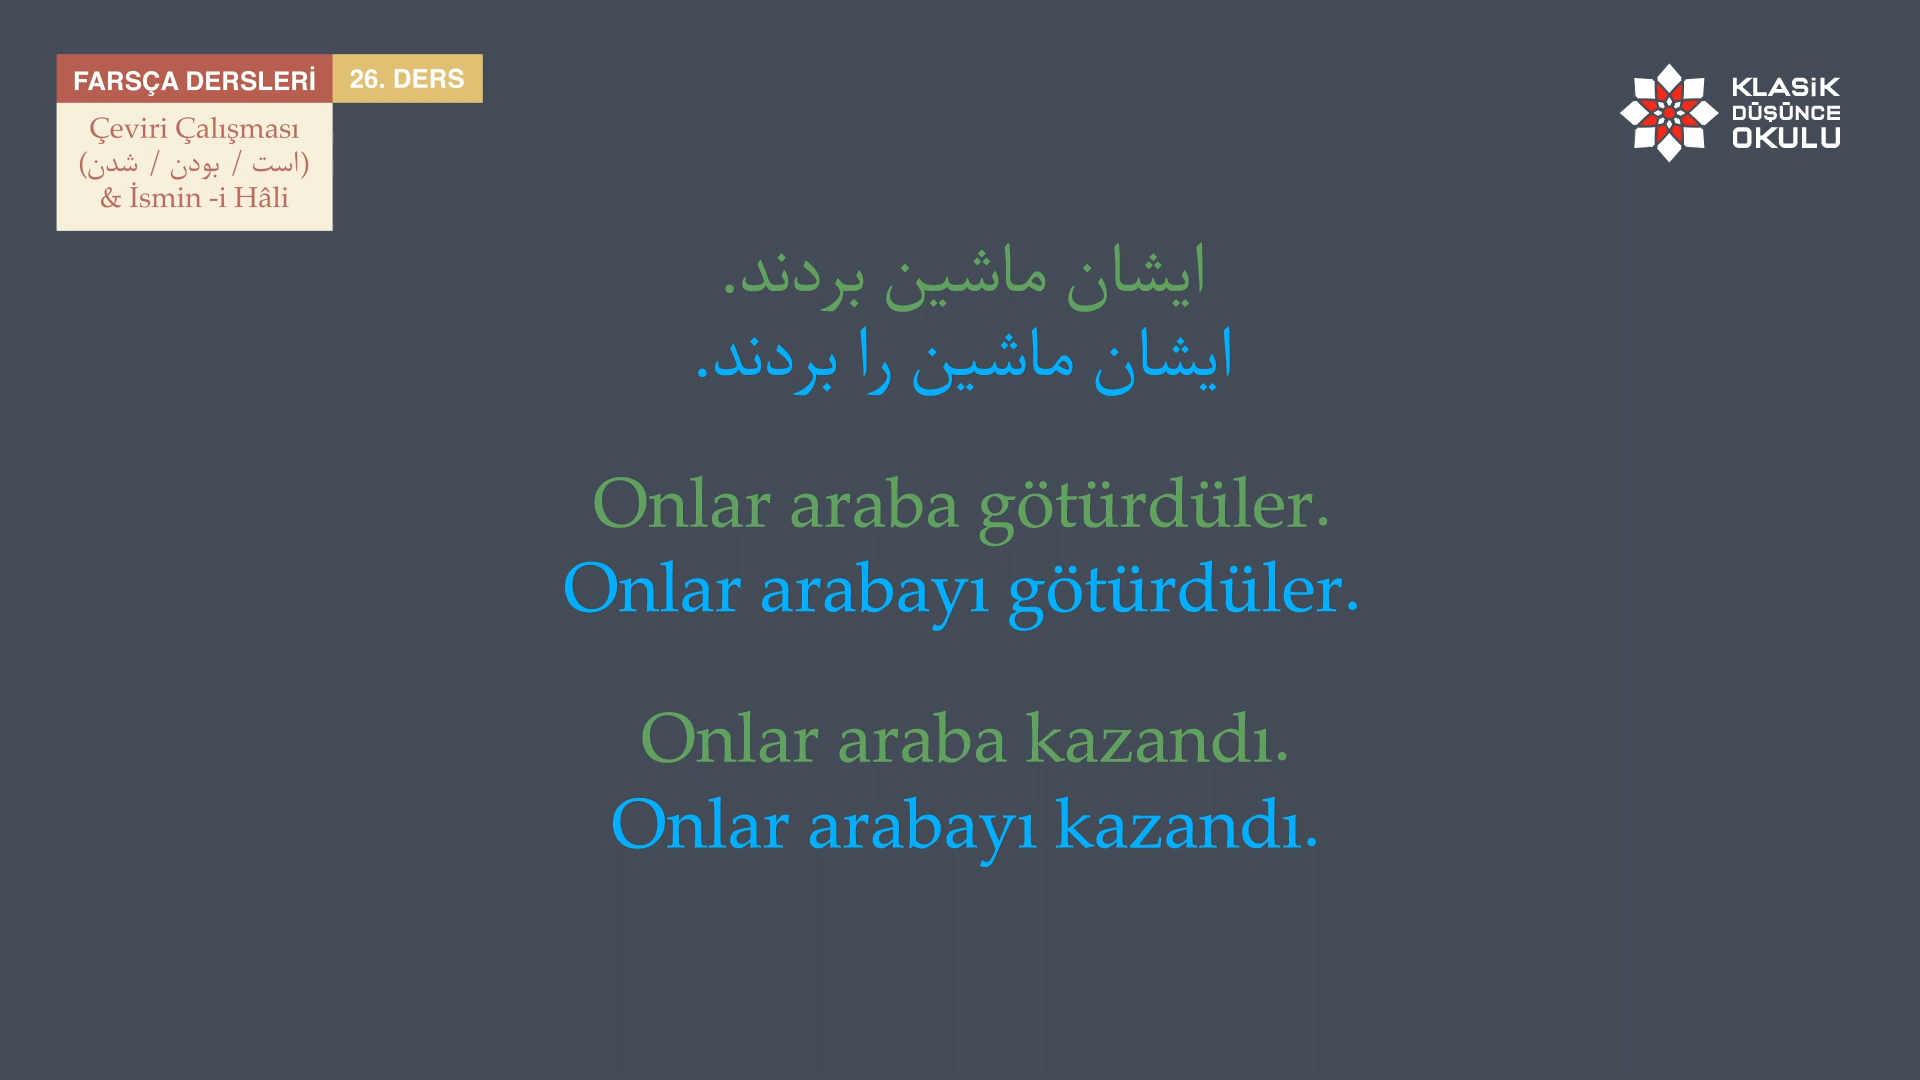 FARSÇA DERSLERİ
26. DERS
Çeviri Çalışması
(است / بودن / شدن)
& İsmin -i Hâli
KLASiK
DÜŞÜNCE
OKULU
ایشان ماشین بردند.
ایشان ماشین را بردند.
Onlar araba götürdüler.
Onlar arabayı götürdüler.
Onlar araba kazandı.
Onlar arabayı kazandı.